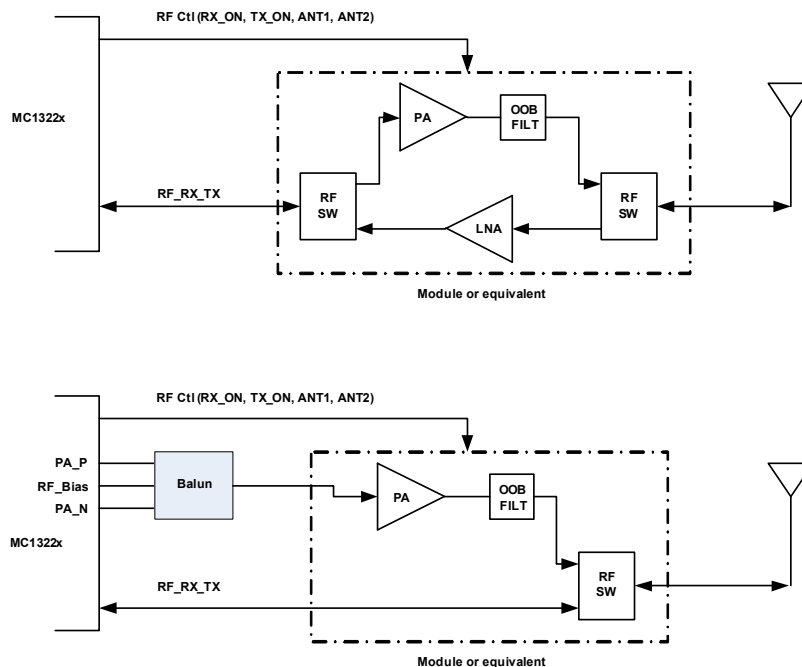 RF Ctl (RX_ON, TX_ON, ANT1, ANT2)
MC1322x
PA
OOB
FILT
RF_RX_TX
RF
SW
LNA
RF
SW
Module or equivalent
RF Ctl (RX_ON, TX_ON, ANT1, ANT2)
PA_P
RF_Bias
PA_N
Balun
MC1322x
PA
OOB
FILT
RF_RX_TX
RF
SW
Module or equivalent